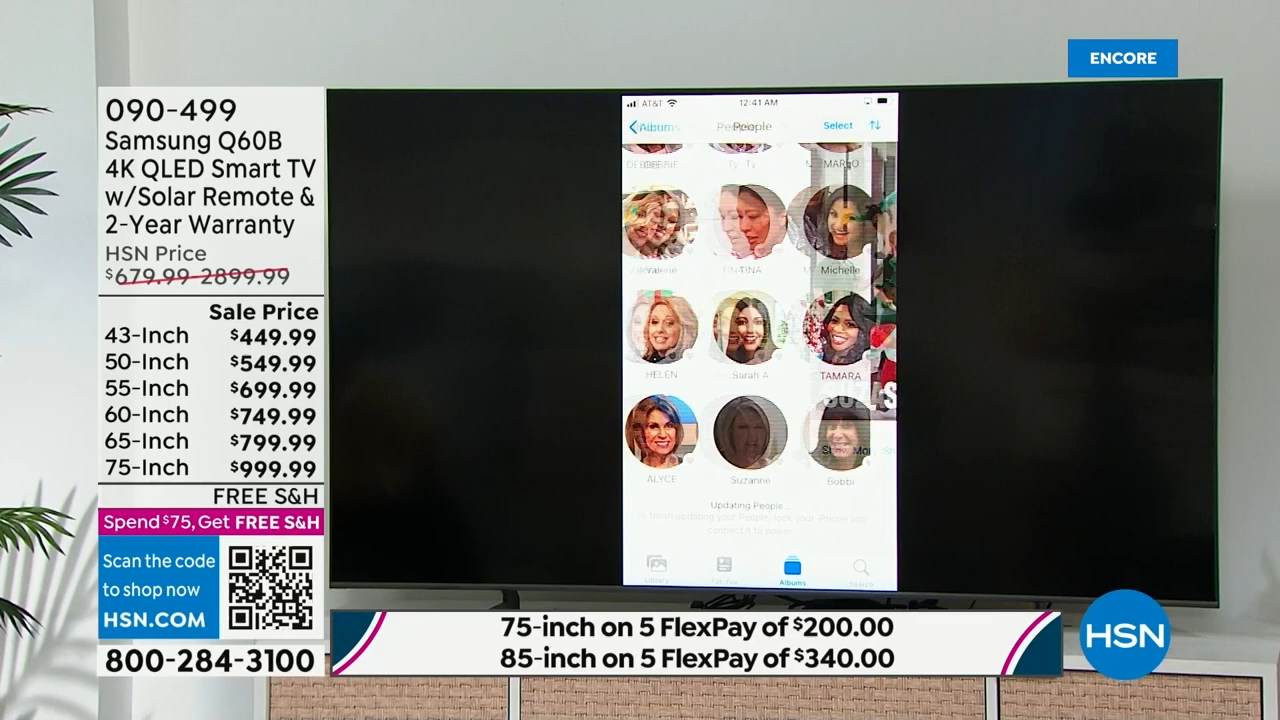 ENCORE
090-499
Samsung Q60B
4K QLED Smart TV
w/Solar Remote &
2-Year Warranty
HSN Price
$679.99-2899.99
Sale Price
43-Inch $449.99
50-Inch $549.99
55-Inch $699.99
60-Inch $749.99
65-Inch $799.99
75-Inch $999.99
FREE S&H
Spend $75, Get FREE S&H
Scan the code
to shop now
HSN.COM
800-284-3100
AT&T 12:41 AM
People Select
Michelle
HELEN Sarah A TAMARA
ALYCE Suzanne Bobbi
Updating People...
Albums
75-inch on 5 FlexPay of $200.00
85-inch on 5 FlexPay of $340.00
HSN